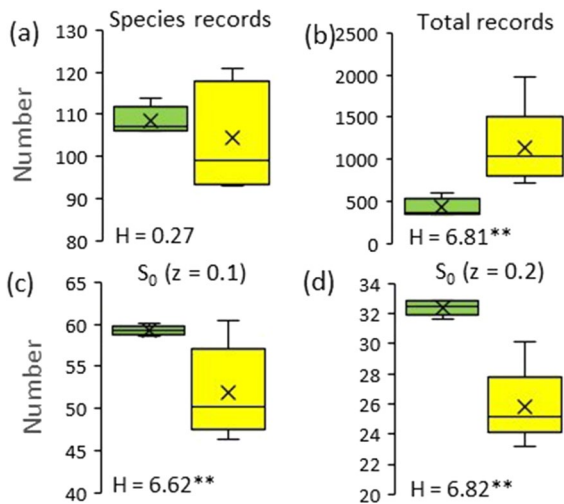 (a) Species records
130
120
110
100
90
80
Number
H = 0.27
(b) Total records
2500
2000
1500
1000
500
0
H = 6.81**
(c) S₀ (z = 0.1)
65
60
55
50
45
40
Number
H = 6.62**
(d) S₀ (z = 0.2)
34
32
30
28
26
24
22
20
H = 6.82**